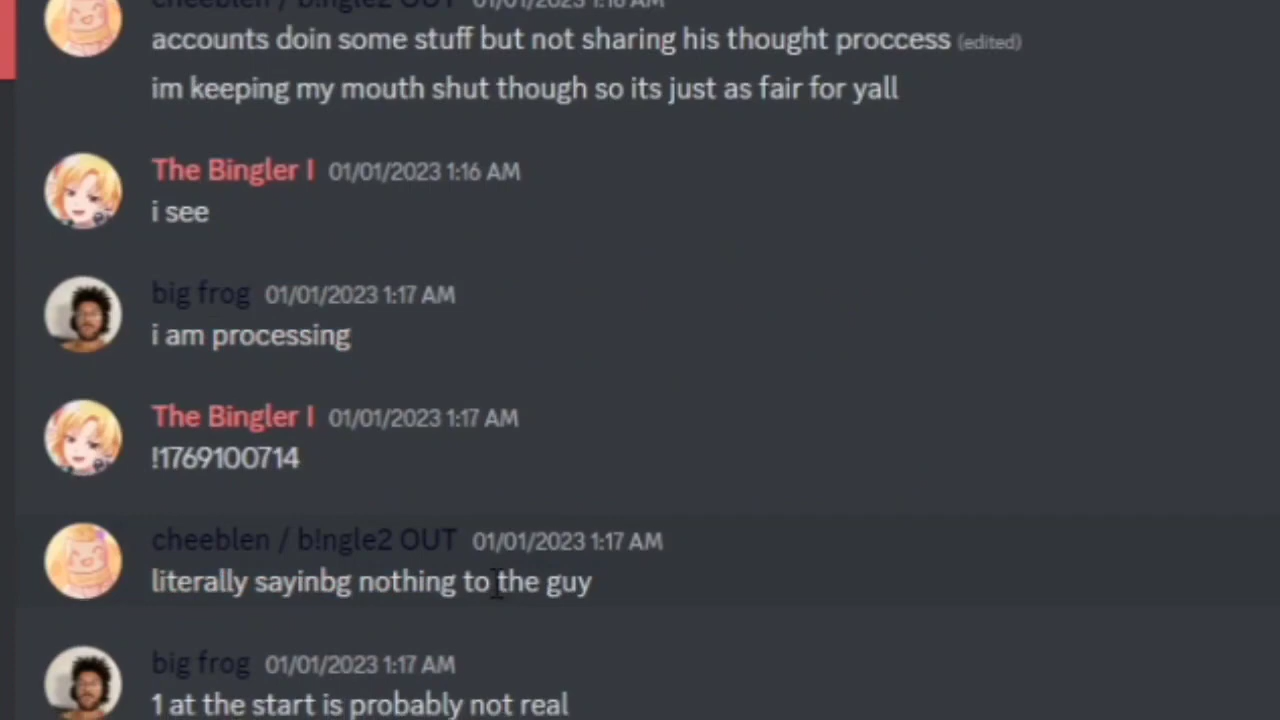 cheeblen / b!ngle2 OUT 01/01/2023 1:16 AM
accounts doin some stuff but not sharing his thought proccess (edited)
im keeping my mouth shut though so its just as fair for yall
The Bingler I 01/01/2023 1:16 AM
i see
big frog 01/01/2023 1:17 AM
i am processing
The Bingler I 01/01/2023 1:17 AM
!1769100714
cheeblen / b!ngle2 OUT 01/01/2023 1:17 AM
literally sayinbg nothing to the guy
big frog 01/01/2023 1:17 AM
1 at the start is probably not real